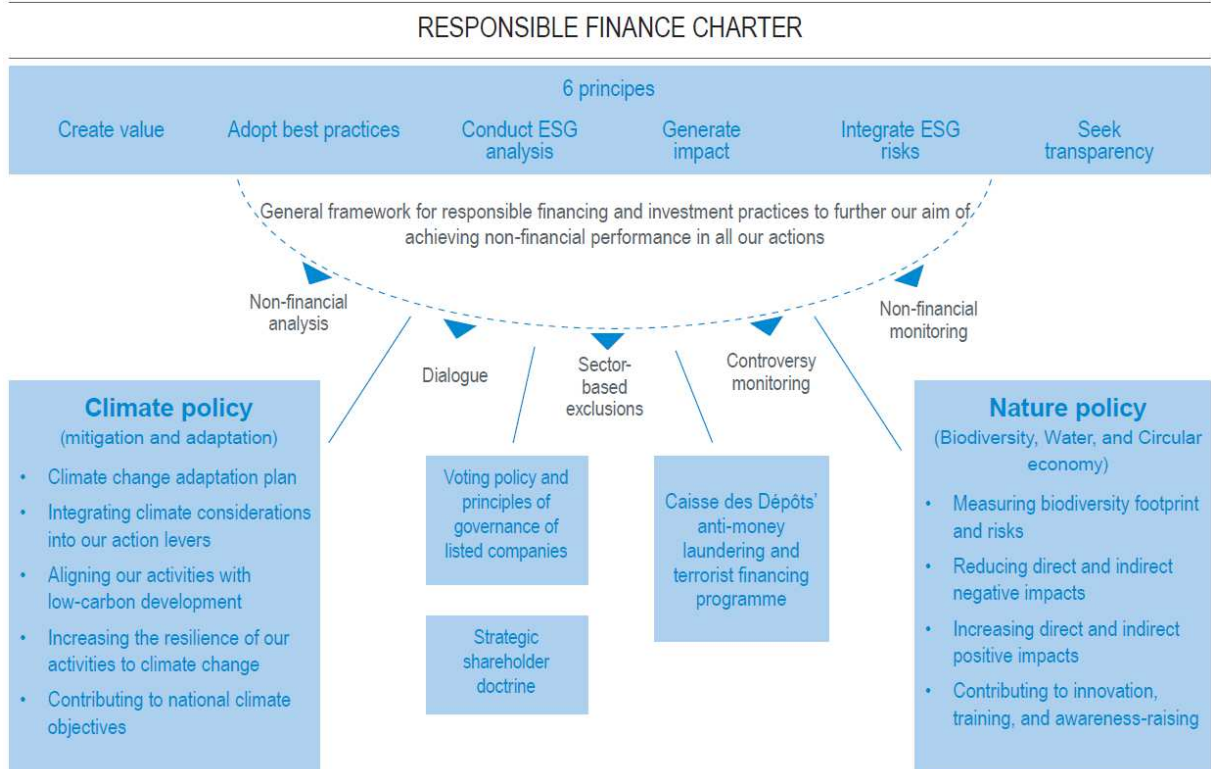 RESPONSIBLE FINANCE CHARTER
6 principes
Create value
Adopt best practices
Conduct ESG
analysis
Generate
impact
Integrate ESG
risks
Seek
transparency
General framework for responsible financing and investment practices to further our aim of
achieving non-financial performance in all our actions
Non-financial
analysis
Dialogue
Sector-
based
exclusions
Controversy
monitoring
Non-financial
monitoring
Climate policy
(mitigation and adaptation)
• Climate change adaptation plan
• Integrating climate considerations
into our action levers
• Aligning our activities with
low-carbon development
• Increasing the resilience of our
activities to climate change
• Contributing to national climate
objectives
Voting policy and
principles of
governance of
listed companies
Strategic
shareholder
doctrine
Caisse des Dépôts'
anti-money
laundering and
terrorist financing
programme
Nature policy
(Biodiversity, Water, and Circular
economy)
• Measuring biodiversity footprint
and risks
• Reducing direct and indirect
negative impacts
• Increasing direct and indirect
positive impacts
• Contributing to innovation,
training, and awareness-raising